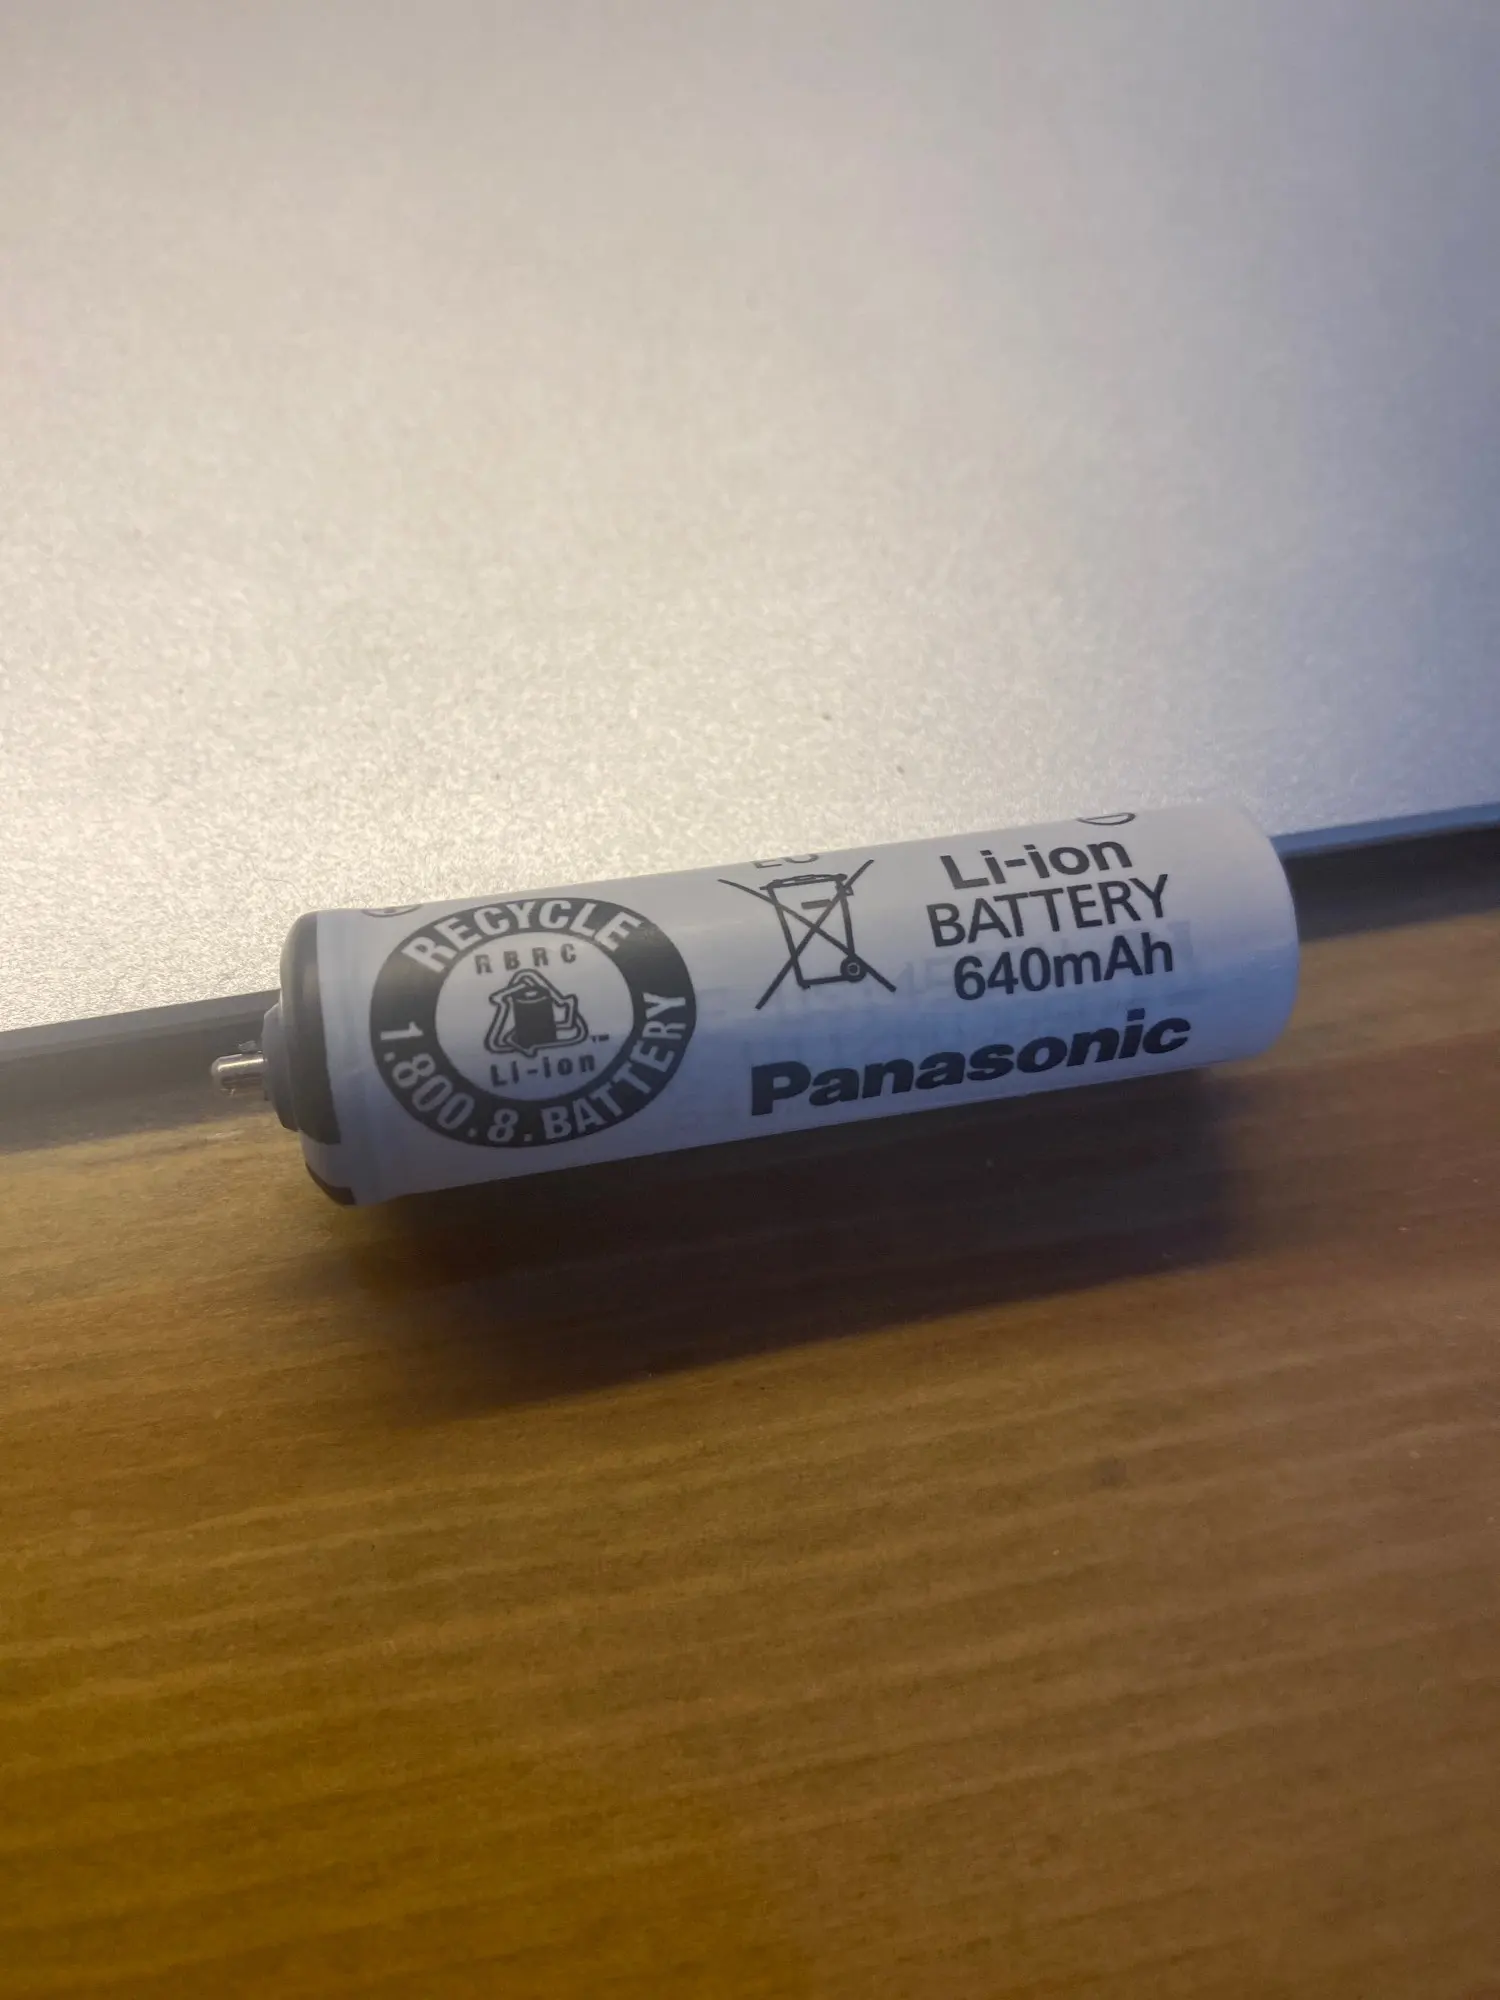 RECYCLE
RBRC
Li-ion
1.800.8.BATTERY
Li-ion
BATTERY
640mAh
Panasonic